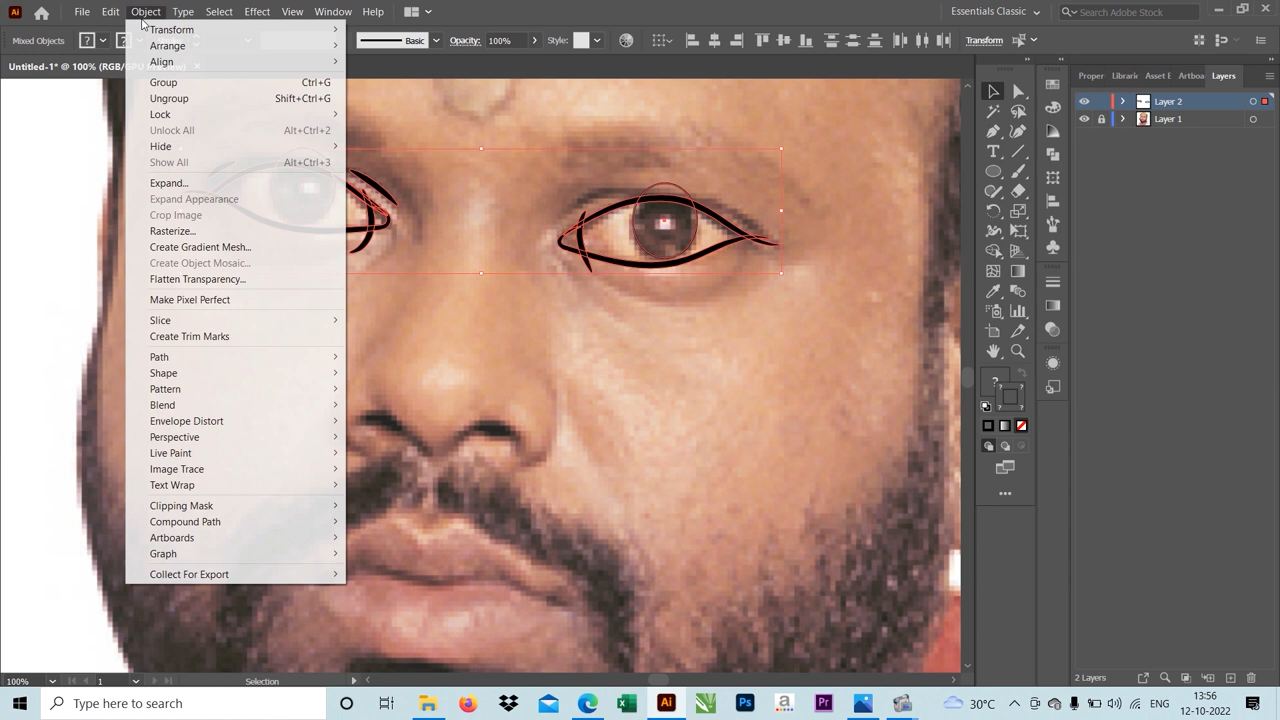 Ai File Edit Object Type Select Effect View Window Help Essentials Classic Search Adobe Stock
Mixed Objects ? ? Basic Opacity: 100% Style: Transform
Untitled-1* @ 100% (RGB/GPU Preview)
Transform
Arrange
Align
Group Ctrl+G
Ungroup Shift+Ctrl+G
Lock
Unlock All Alt+Ctrl+2
Hide
Show All Alt+Ctrl+3
Expand...
Expand Appearance
Crop Image
Rasterize...
Create Gradient Mesh...
Create Object Mosaic...
Flatten Transparency...
Make Pixel Perfect
Slice
Create Trim Marks
Path
Shape
Pattern
Blend
Envelope Distort
Perspective
Live Paint
Image Trace
Text Wrap
Clipping Mask
Compound Path
Artboards
Graph
Collect For Export
Proper Librarie Asset E Artboa Layers
Layer 2
Layer 1
2 Layers
100% 1 Selection
Type here to search
30°C ENG 13:56
12-10-2022